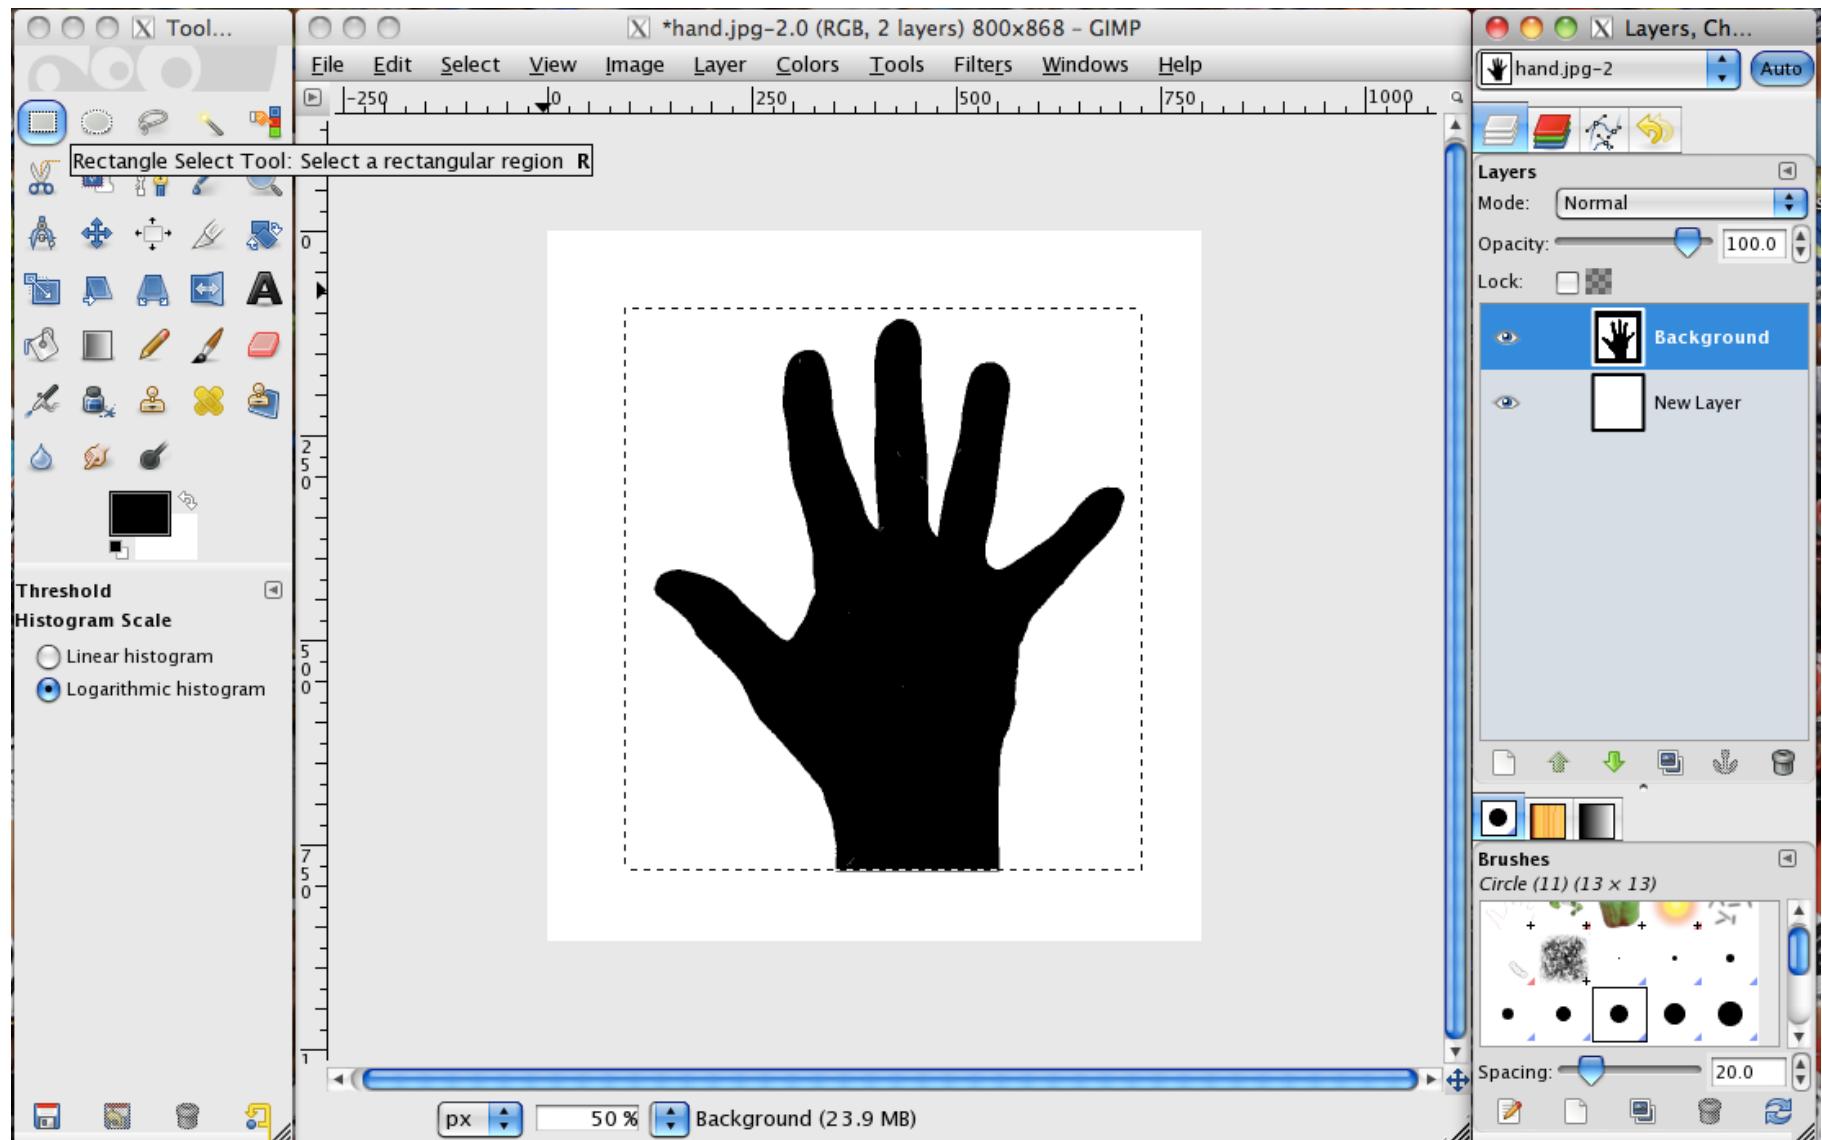 Tool...
*hand.jpg-2.0 (RGB, 2 layers) 800x868 – GIMP
Layers, Ch...
File Edit Select View Image Layer Colors Tools Filters Windows Help
hand.jpg-2
Auto
-250 0 250 500 750 1000
Rectangle Select Tool: Select a rectangular region R
0
250
500
750
1
Threshold
Histogram Scale
Linear histogram
Logarithmic histogram
px
50 %
Background (23.9 MB)
Layers
Mode: Normal
Opacity: 100.0
Lock:
Background
New Layer
Brushes
Circle (11) (13 × 13)
Spacing: 20.0